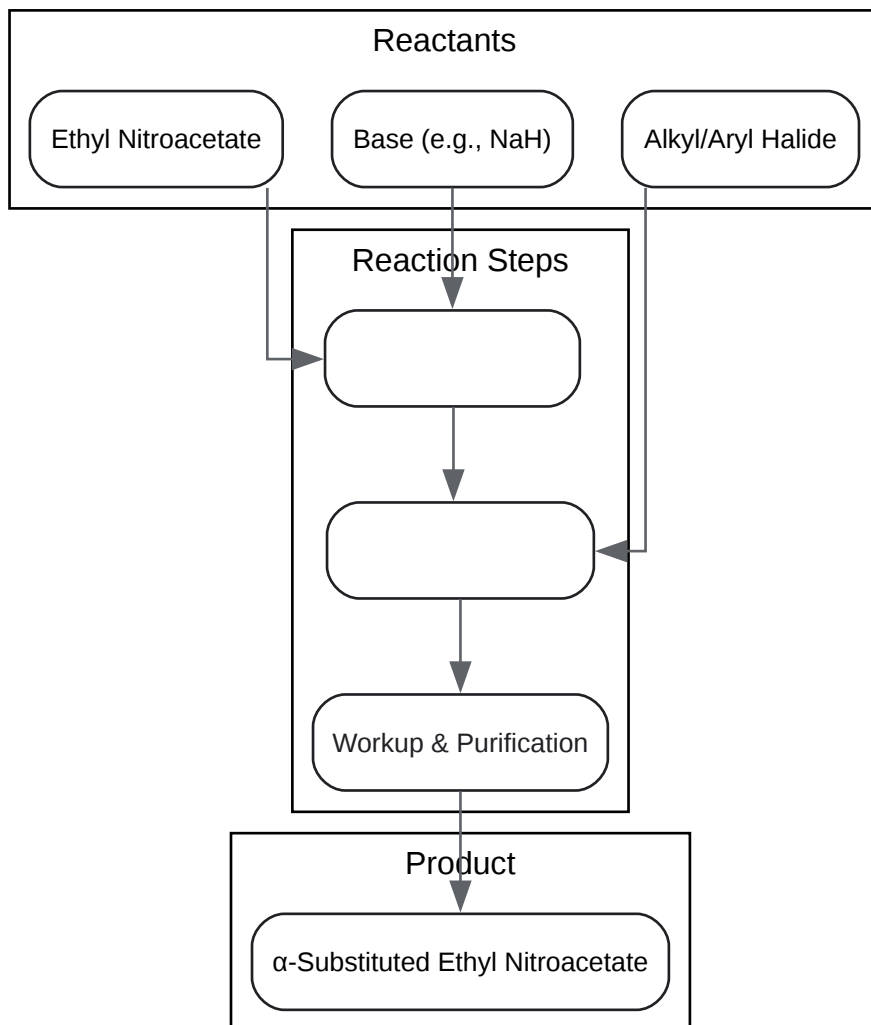 Reactants
Ethyl Nitroacetate
Base (e.g., NaH)
Alkyl/Aryl Halide
Reaction Steps
Workup & Purification
Product
α-Substituted Ethyl Nitroacetate